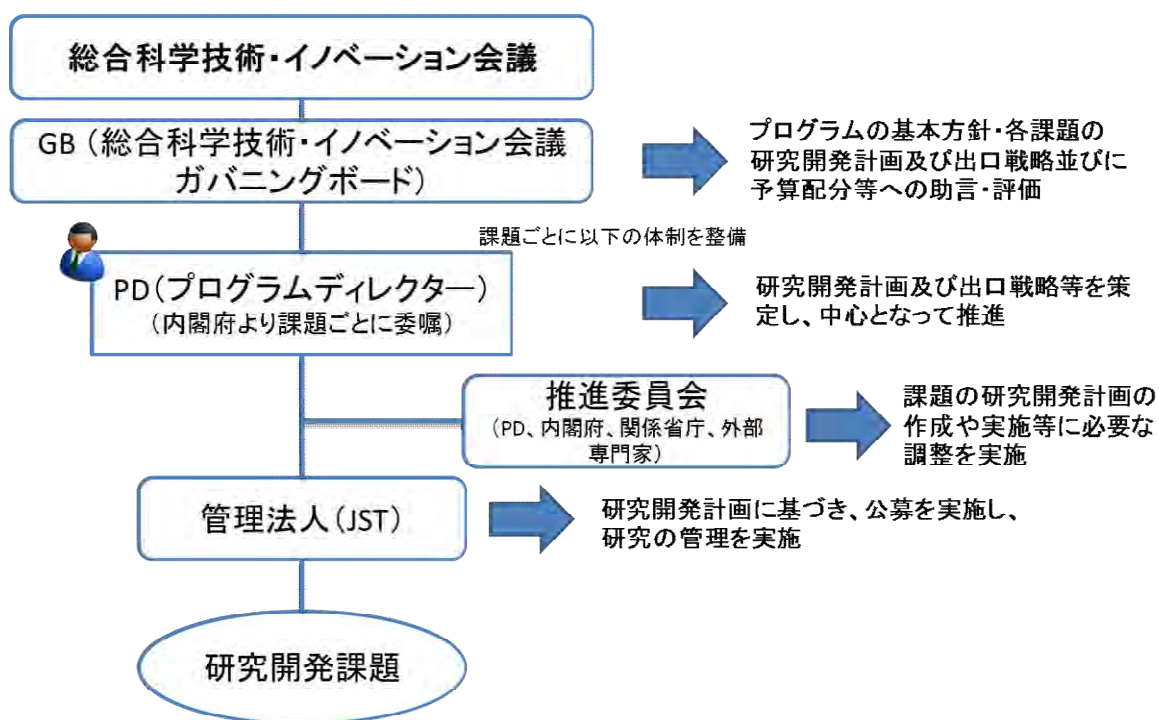 総合科学技術・イノベーション会議
GB（総合科学技術・イノベーション会議
ガバニングボード）
プログラムの基本方針・各課題の
研究開発計画及び出口戦略並びに
予算配分等への助言・評価
課題ごとに以下の体制を整備
PD（プログラムディレクター）
（内閣府より課題ごとに委嘱）
研究開発計画及び出口戦略等を策
定し、中心となって推進
推進委員会
（PD、内閣府、関係省庁、外部
専門家）
課題の研究開発計画の
作成や実施等に必要な
調整を実施
管理法人（JST）
研究開発計画に基づき、公募を実施し、
研究の管理を実施
研究開発課題